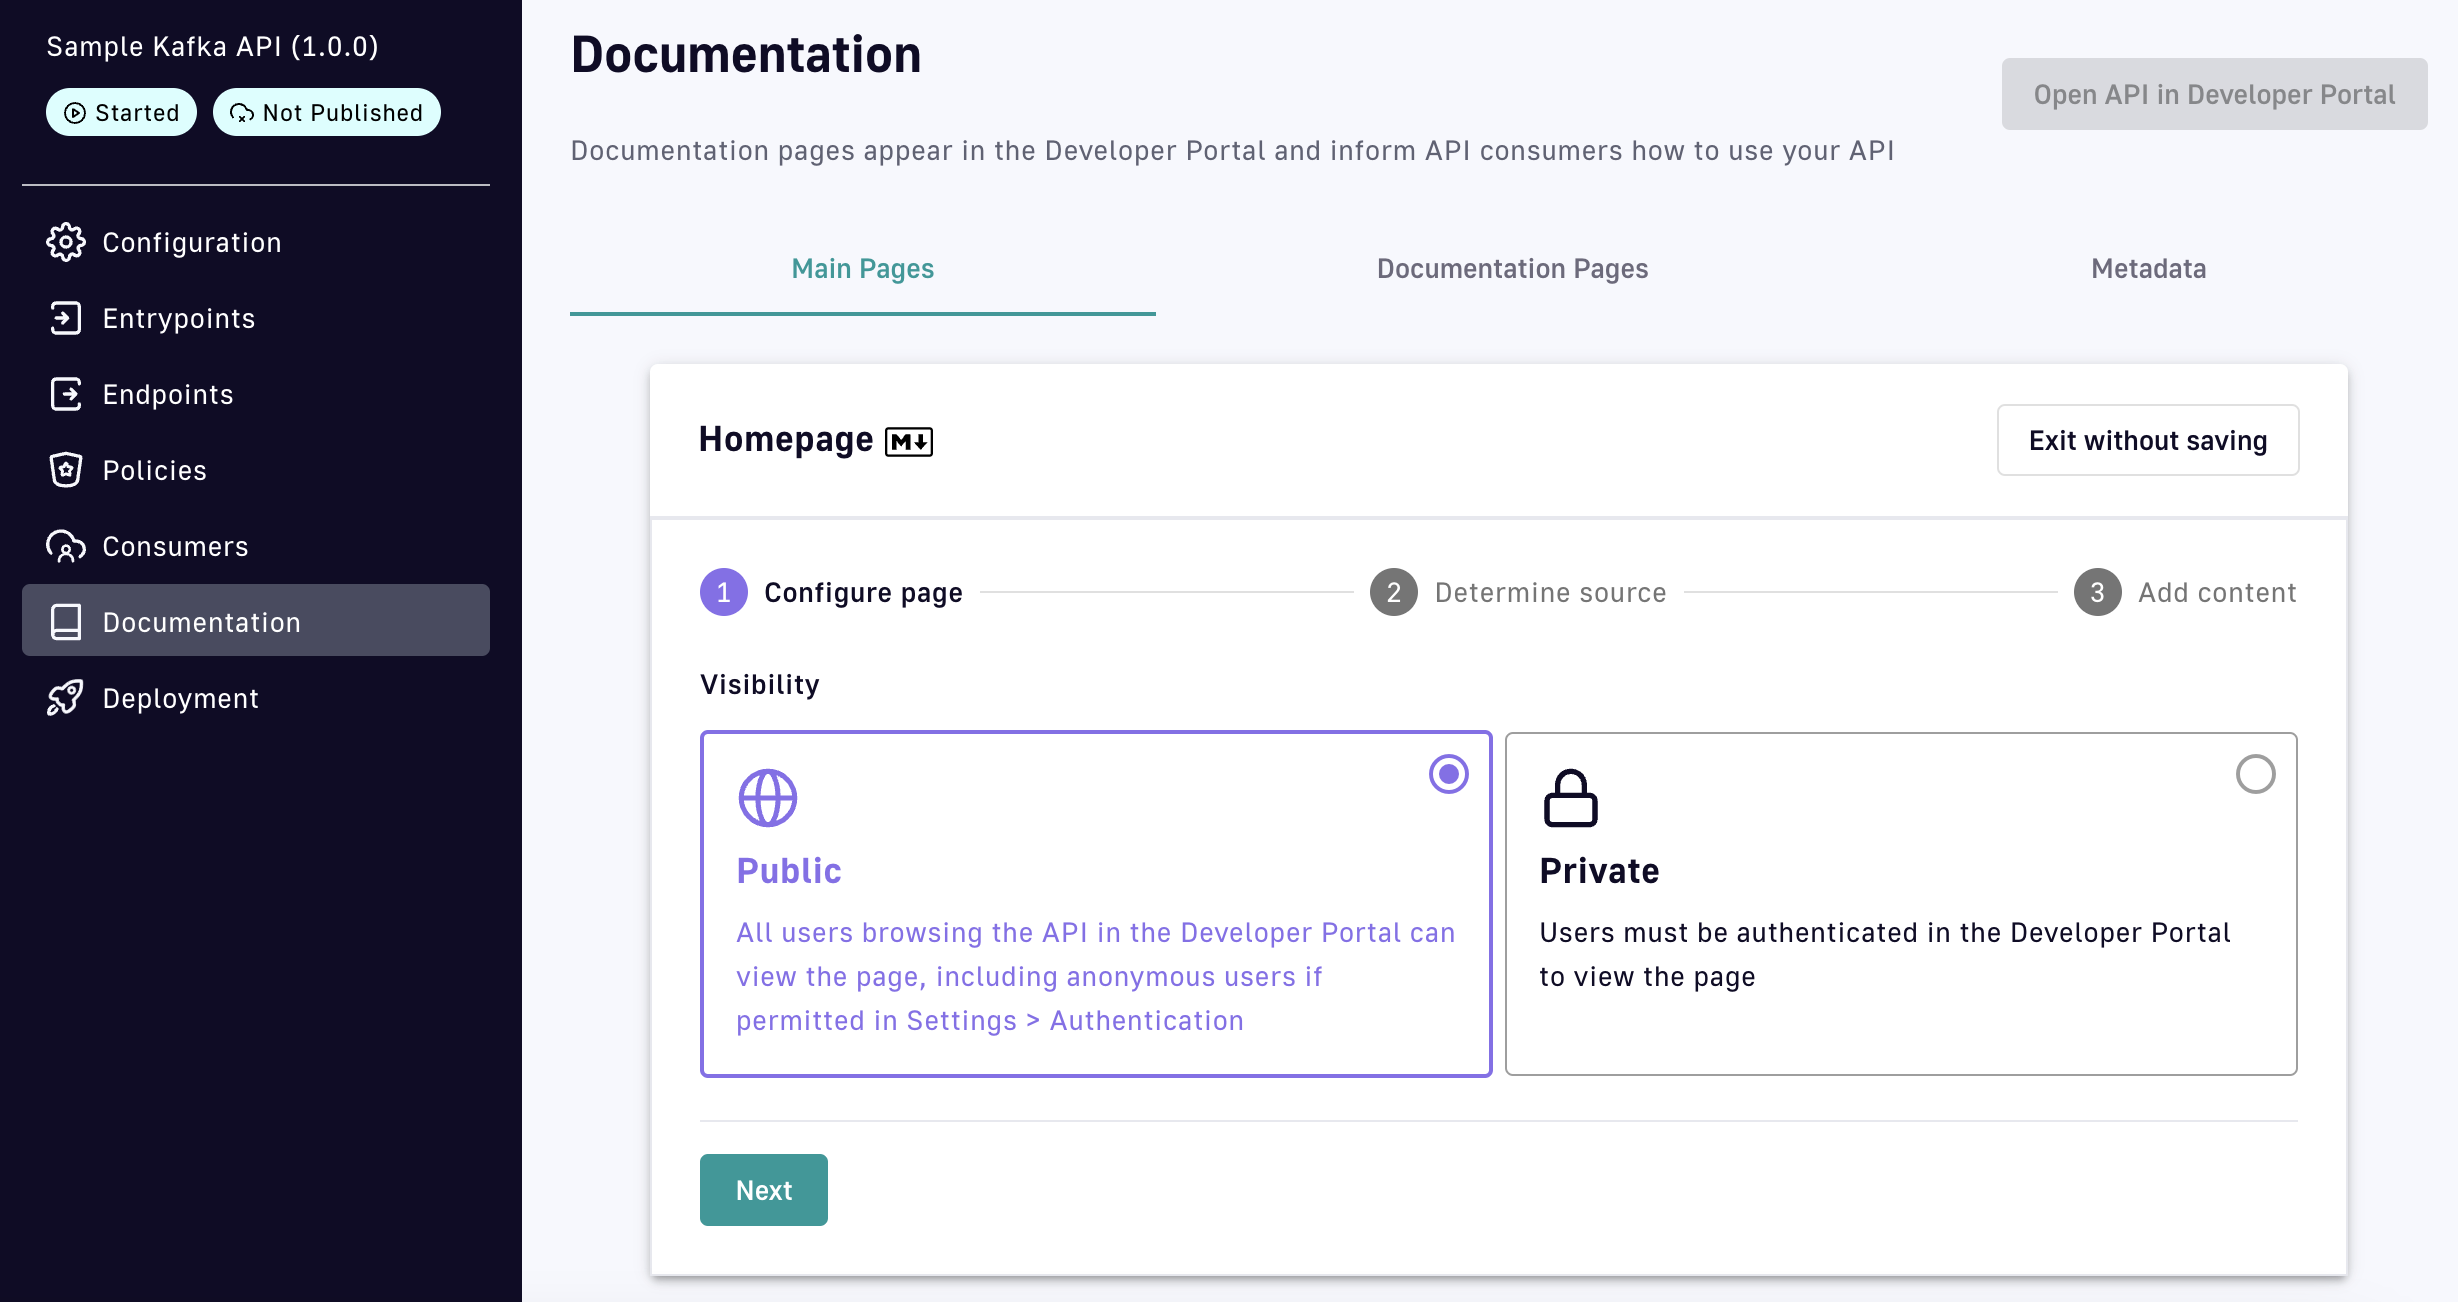 Sample Kafka API (1.0.0)
Started
Not Published
Configuration
Entrypoints
Endpoints
Policies
Consumers
Documentation
Deployment
Documentation
Open API in Developer Portal
Documentation pages appear in the Developer Portal and inform API consumers how to use your API
Main Pages
Documentation Pages
Metadata
Homepage M↓
Exit without saving
1 Configure page
2 Determine source
3 Add content
Visibility
Public
All users browsing the API in the Developer Portal can
view the page, including anonymous users if
permitted in Settings > Authentication
Private
Users must be authenticated in the Developer Portal
to view the page
Next